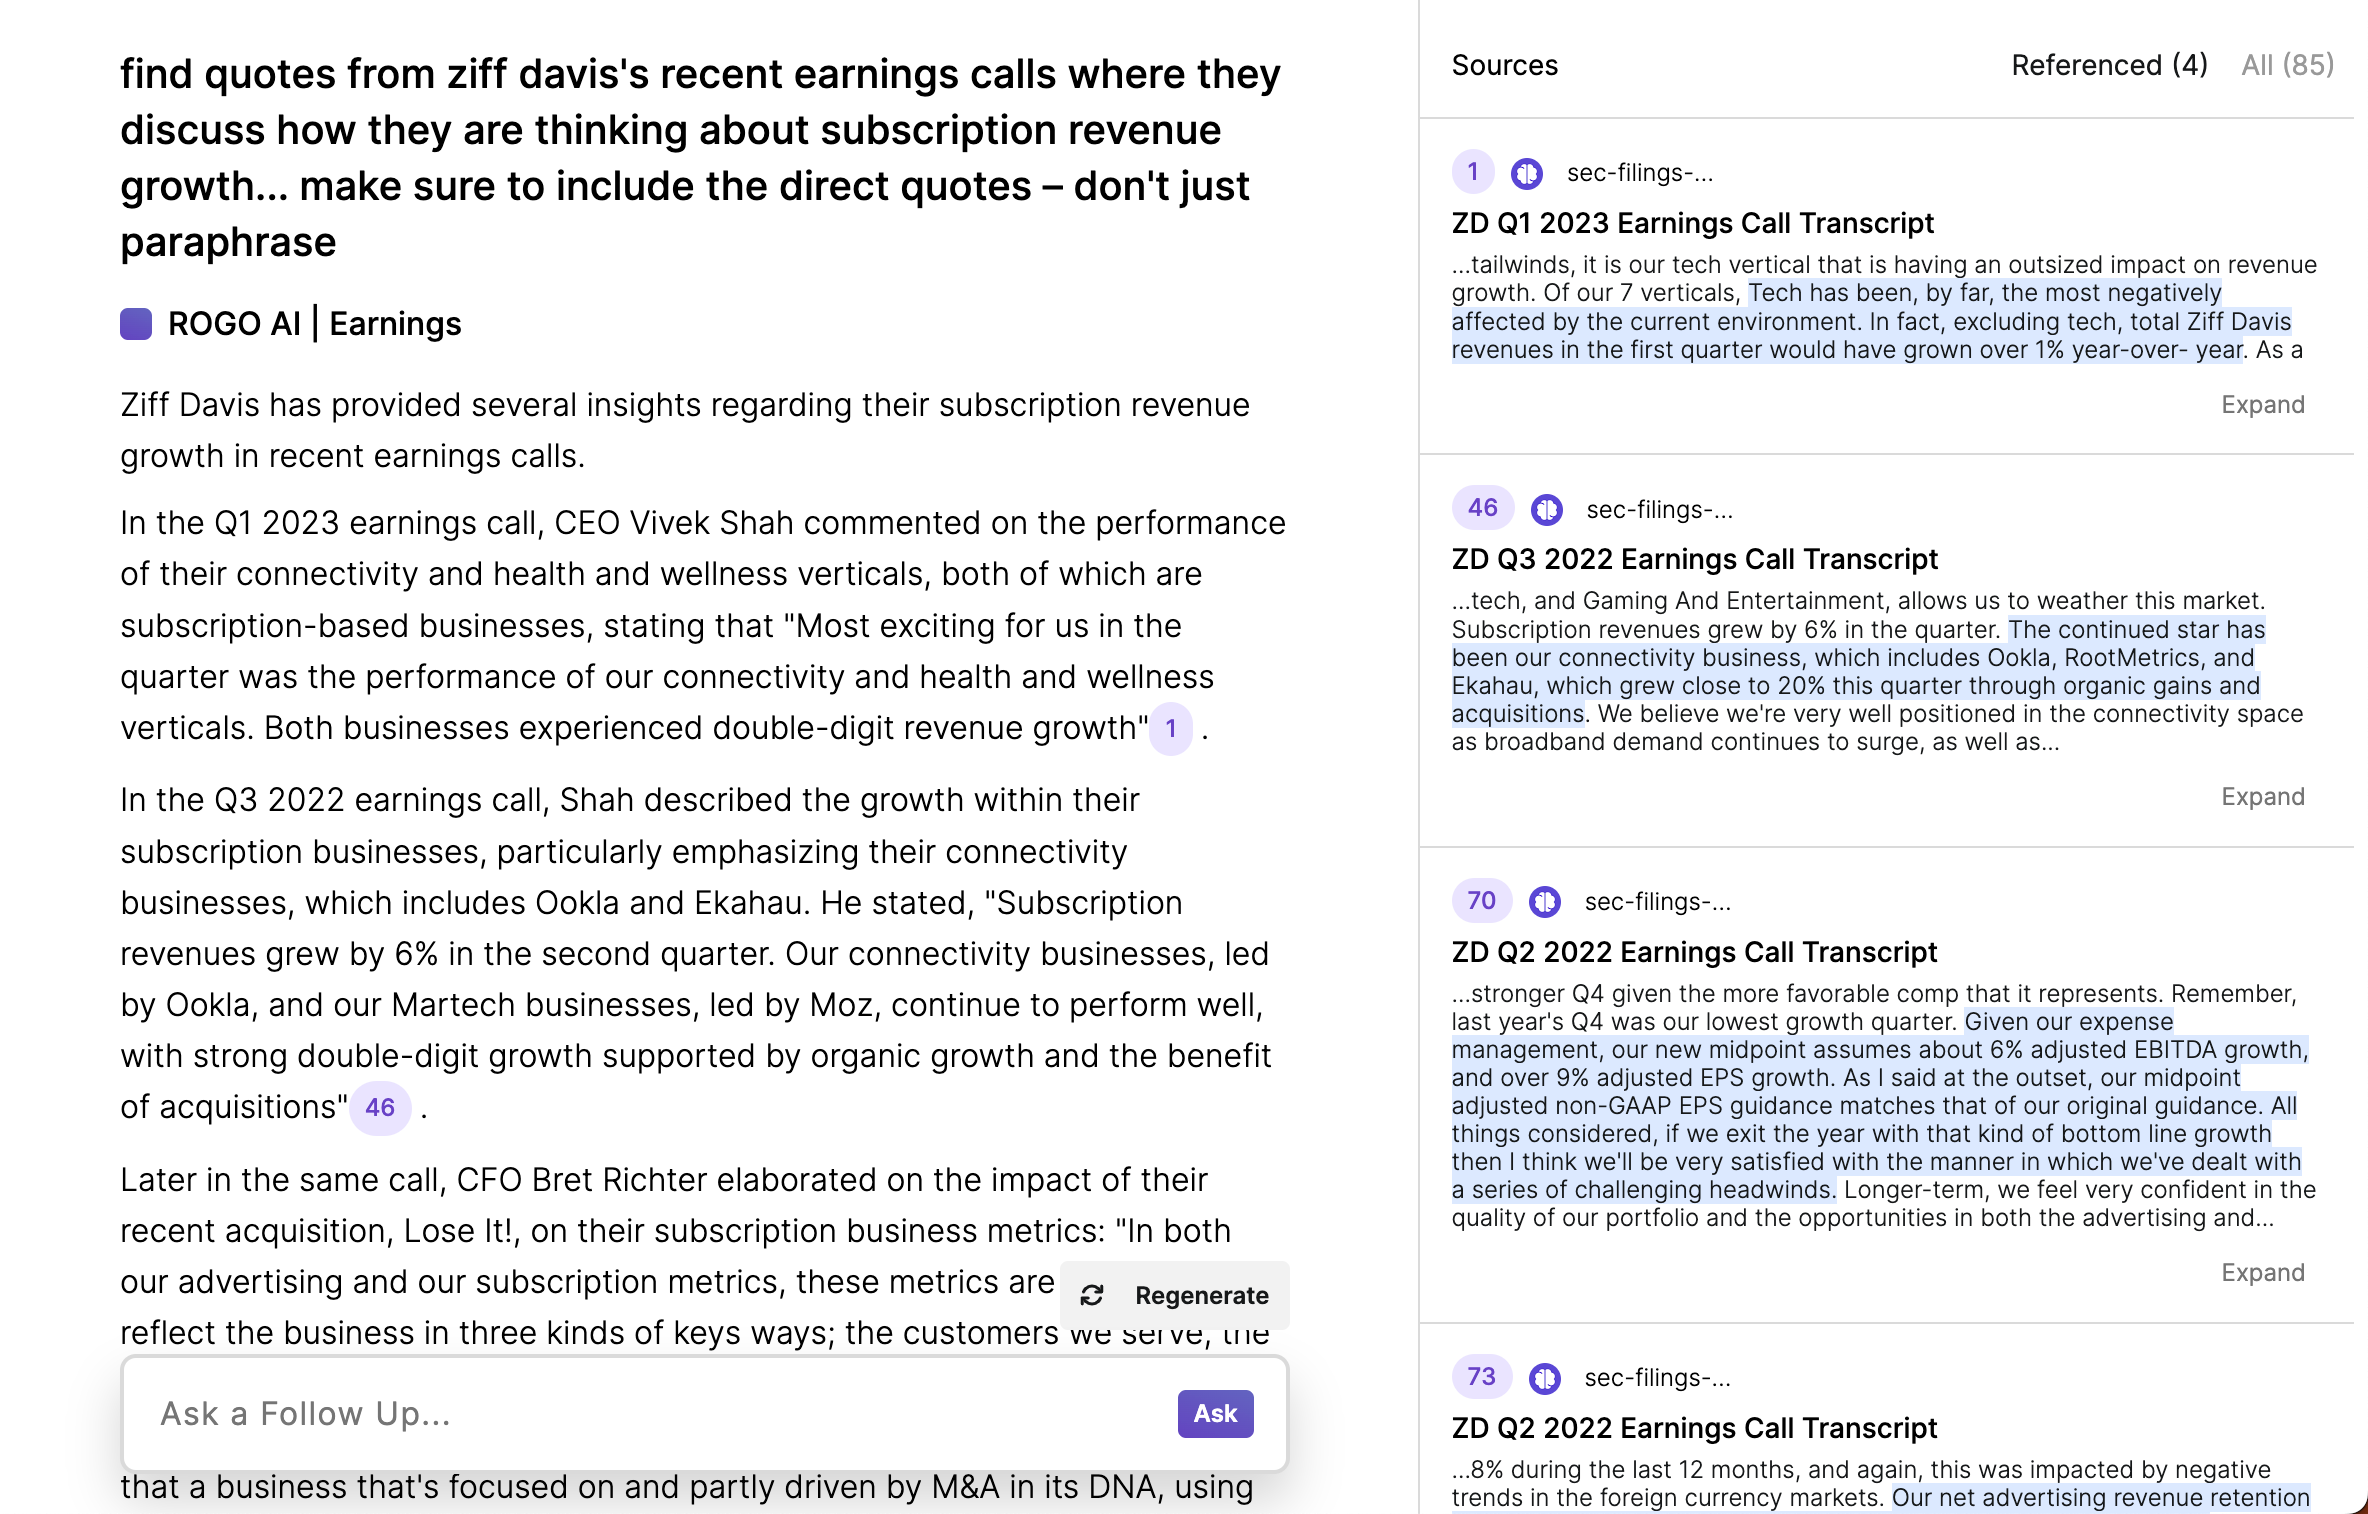 find quotes from ziff davis's recent earnings calls where they
discuss how they are thinking about subscription revenue
growth... make sure to include the direct quotes – don't just
paraphrase
ROGO AI | Earnings
Ziff Davis has provided several insights regarding their subscription revenue
growth in recent earnings calls.
In the Q1 2023 earnings call, CEO Vivek Shah commented on the performance
of their connectivity and health and wellness verticals, both of which are
subscription-based businesses, stating that "Most exciting for us in the
quarter was the performance of our connectivity and health and wellness
verticals. Both businesses experienced double-digit revenue growth" 1 .
In the Q3 2022 earnings call, Shah described the growth within their
subscription businesses, particularly emphasizing their connectivity
businesses, which includes Ookla and Ekahau. He stated, "Subscription
revenues grew by 6% in the second quarter. Our connectivity businesses, led
by Ookla, and our Martech businesses, led by Moz, continue to perform well,
with strong double-digit growth supported by organic growth and the benefit
of acquisitions" 46 .
Later in the same call, CFO Bret Richter elaborated on the impact of their
recent acquisition, Lose It!, on their subscription business metrics: "In both
our advertising and our subscription metrics, these metrics are
Regenerate
reflect the business in three kinds of keys ways; the customers we serve, the
Ask a Follow Up...
Ask
that a business that's focused on and partly driven by M&A in its DNA, using
Sources
Referenced (4)
All (85)
1 sec-filings-...
ZD Q1 2023 Earnings Call Transcript
...tailwinds, it is our tech vertical that is having an outsized impact on revenue
growth. Of our 7 verticals, Tech has been, by far, the most negatively
affected by the current environment. In fact, excluding tech, total Ziff Davis
revenues in the first quarter would have grown over 1% year-over- year. As a
Expand
46 sec-filings-...
ZD Q3 2022 Earnings Call Transcript
...tech, and Gaming And Entertainment, allows us to weather this market.
Subscription revenues grew by 6% in the quarter. The continued star has
been our connectivity business, which includes Ookla, RootMetrics, and
Ekahau, which grew close to 20% this quarter through organic gains and
acquisitions. We believe we're very well positioned in the connectivity space
as broadband demand continues to surge, as well as...
Expand
70 sec-filings-...
ZD Q2 2022 Earnings Call Transcript
...stronger Q4 given the more favorable comp that it represents. Remember,
last year's Q4 was our lowest growth quarter. Given our expense
management, our new midpoint assumes about 6% adjusted EBITDA growth,
and over 9% adjusted EPS growth. As I said at the outset, our midpoint
adjusted non-GAAP EPS guidance matches that of our original guidance. All
things considered, if we exit the year with that kind of bottom line growth
then I think we'll be very satisfied with the manner in which we've dealt with
a series of challenging headwinds. Longer-term, we feel very confident in the
quality of our portfolio and the opportunities in both the advertising and...
Expand
73 sec-filings-...
ZD Q2 2022 Earnings Call Transcript
...8% during the last 12 months, and again, this was impacted by negative
trends in the foreign currency markets. Our net advertising revenue retention